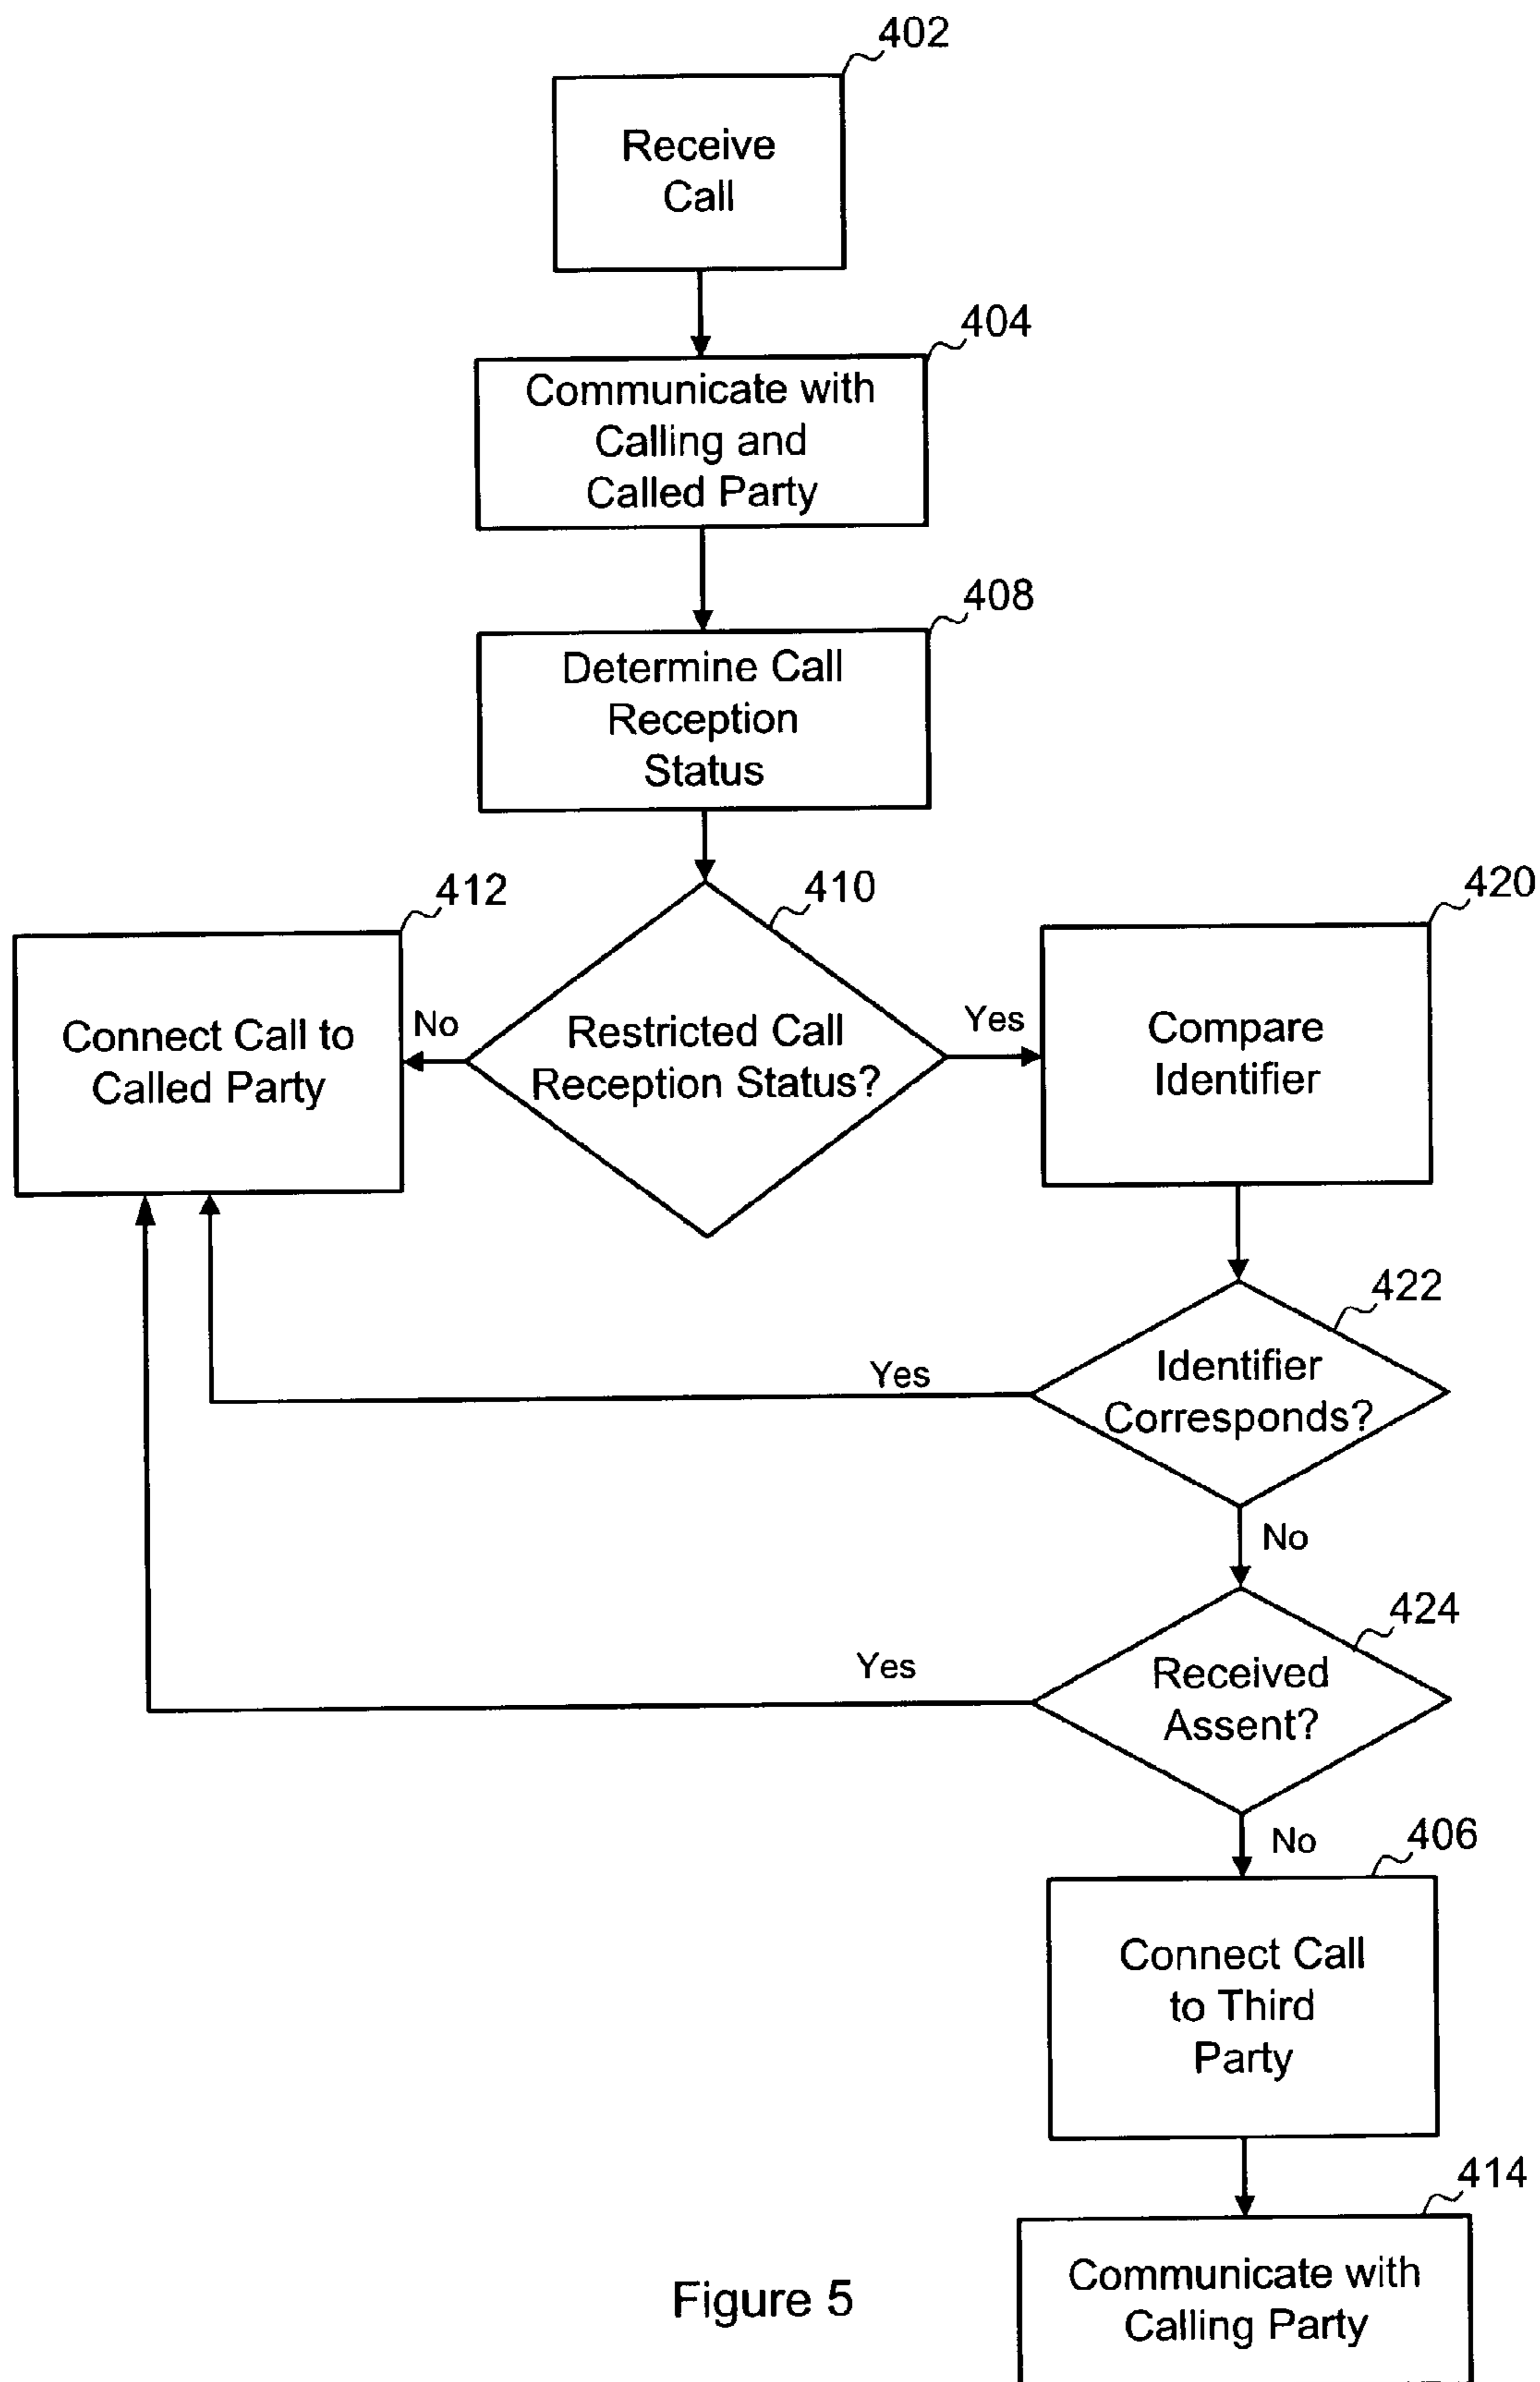 402
Receive
Call
404
Communicate with
Calling and
Called Party
408
Determine Call
Reception
Status
412
410
420
Connect Call to
Called Party
No
Restricted Call
Reception Status?
Yes
Compare
Identifier
422
Yes
Identifier
Corresponds?
No
424
Yes
Received
Assent?
No
406
Connect Call
to Third
Party
414
Communicate with
Calling Party
Figure 5